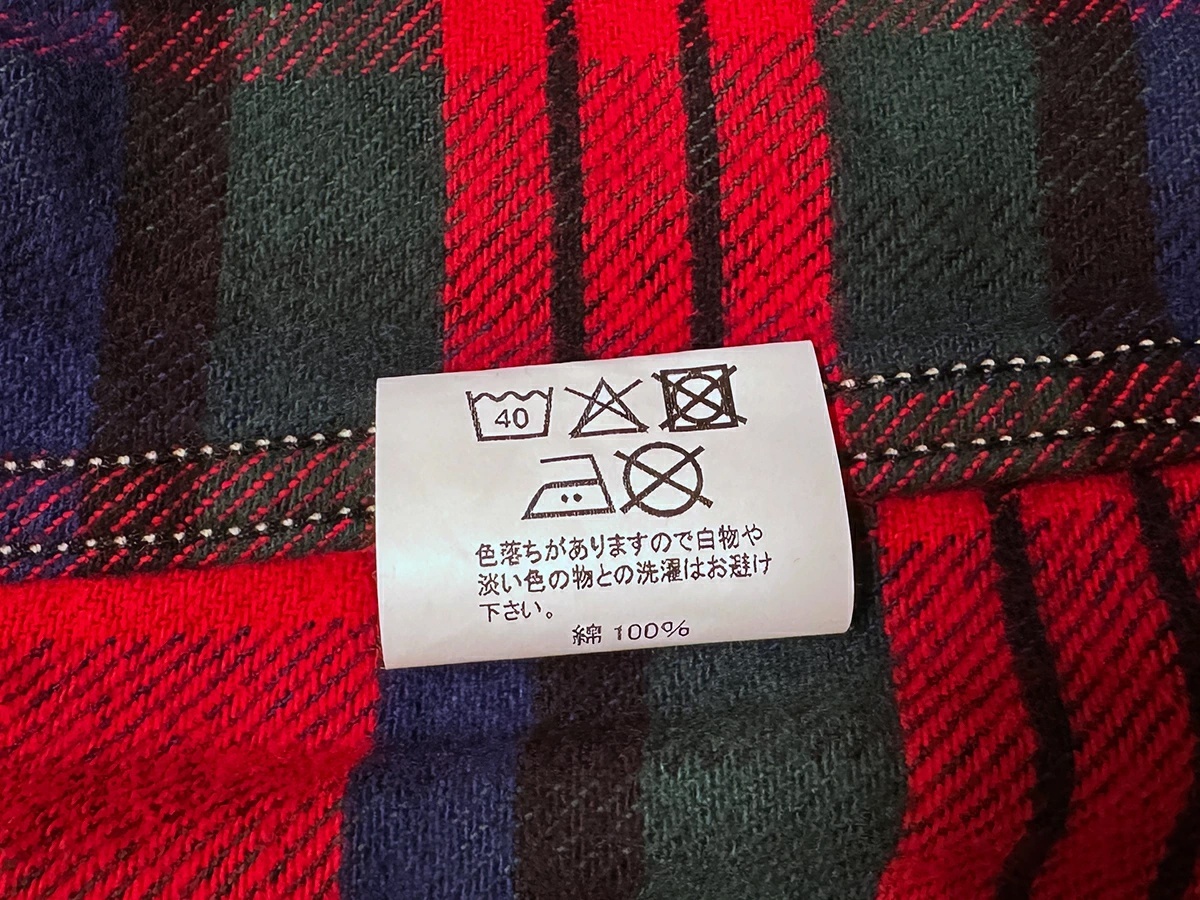 40
色落ちがありますので白物や
淡い色の物との洗濯はお避け
下さい。
綿 100%